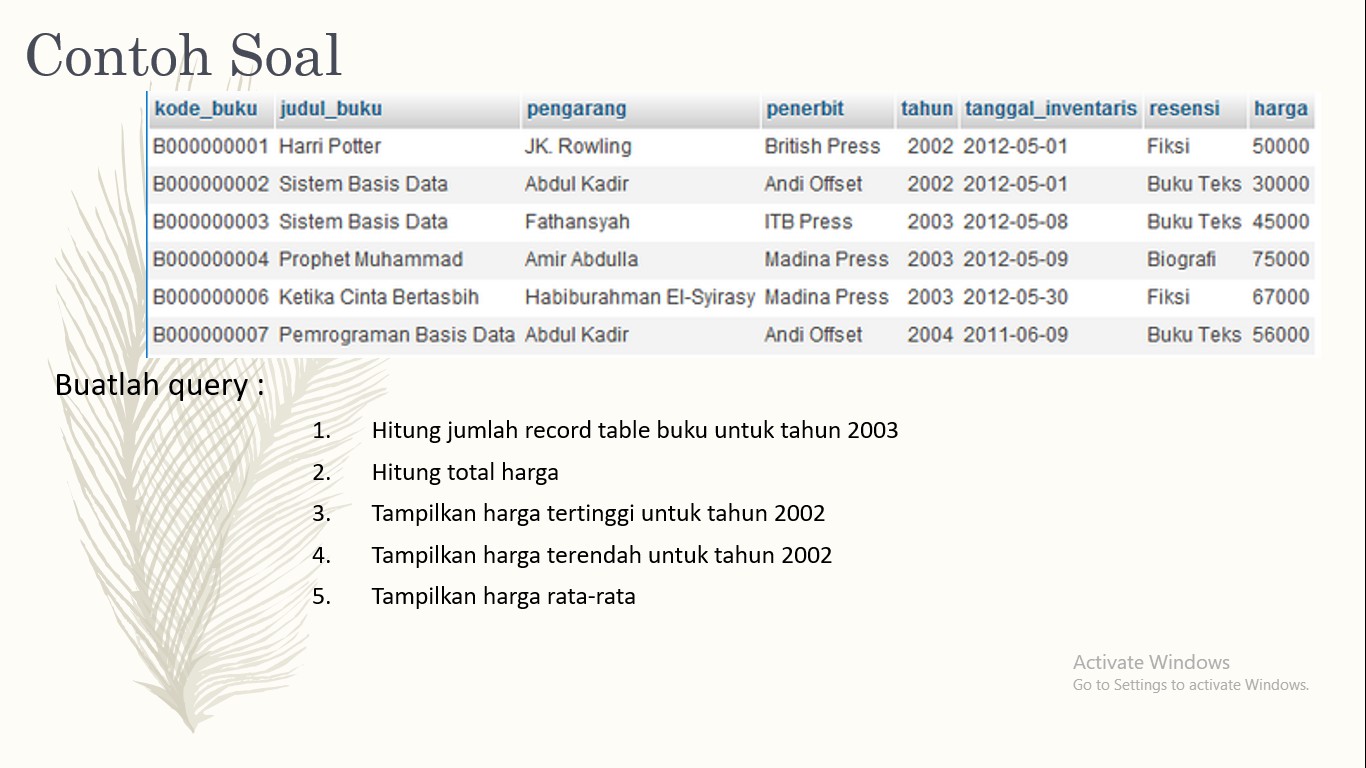 Contoh Soal
kode_buku judul_buku pengarang penerbit tahun tanggal_inventaris resensi harga
B000000001 Harri Potter JK. Rowling British Press 2002 2012-05-01 Fiksi 50000
B000000002 Sistem Basis Data Abdul Kadir Andi Offset 2002 2012-05-01 Buku Teks 30000
B000000003 Sistem Basis Data Fathansyah ITB Press 2003 2012-05-08 Buku Teks 45000
B000000004 Prophet Muhammad Amir Abdulla Madina Press 2003 2012-05-09 Biografi 75000
B000000006 Ketika Cinta Bertasbih Habiburahman El-Syirasy Madina Press 2003 2012-05-30 Fiksi 67000
B000000007 Pemrograman Basis Data Abdul Kadir Andi Offset 2004 2011-06-09 Buku Teks 56000
Buatlah query :
1. Hitung jumlah record table buku untuk tahun 2003
2. Hitung total harga
3. Tampilkan harga tertinggi untuk tahun 2002
4. Tampilkan harga terendah untuk tahun 2002
5. Tampilkan harga rata-rata
Activate Windows
Go to Settings to activate Windows.